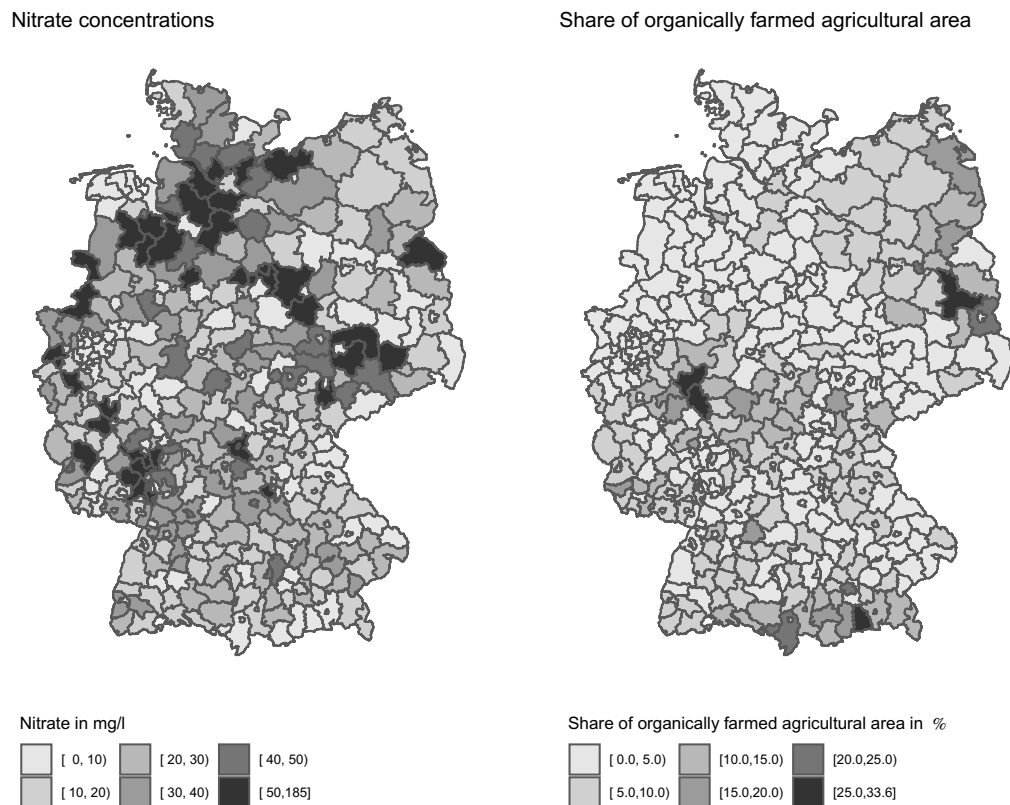 Nitrate concentrations
Share of organically farmed agricultural area
Nitrate in mg/l
[ 0, 10)
[ 20, 30)
[ 40, 50)
[ 10, 20)
[ 30, 40)
[ 50,185]
Share of organically farmed agricultural area in %
[ 0.0, 5.0)
[10.0,15.0)
[20.0,25.0)
[ 5.0,10.0)
[15.0,20.0)
[25.0,33.6]